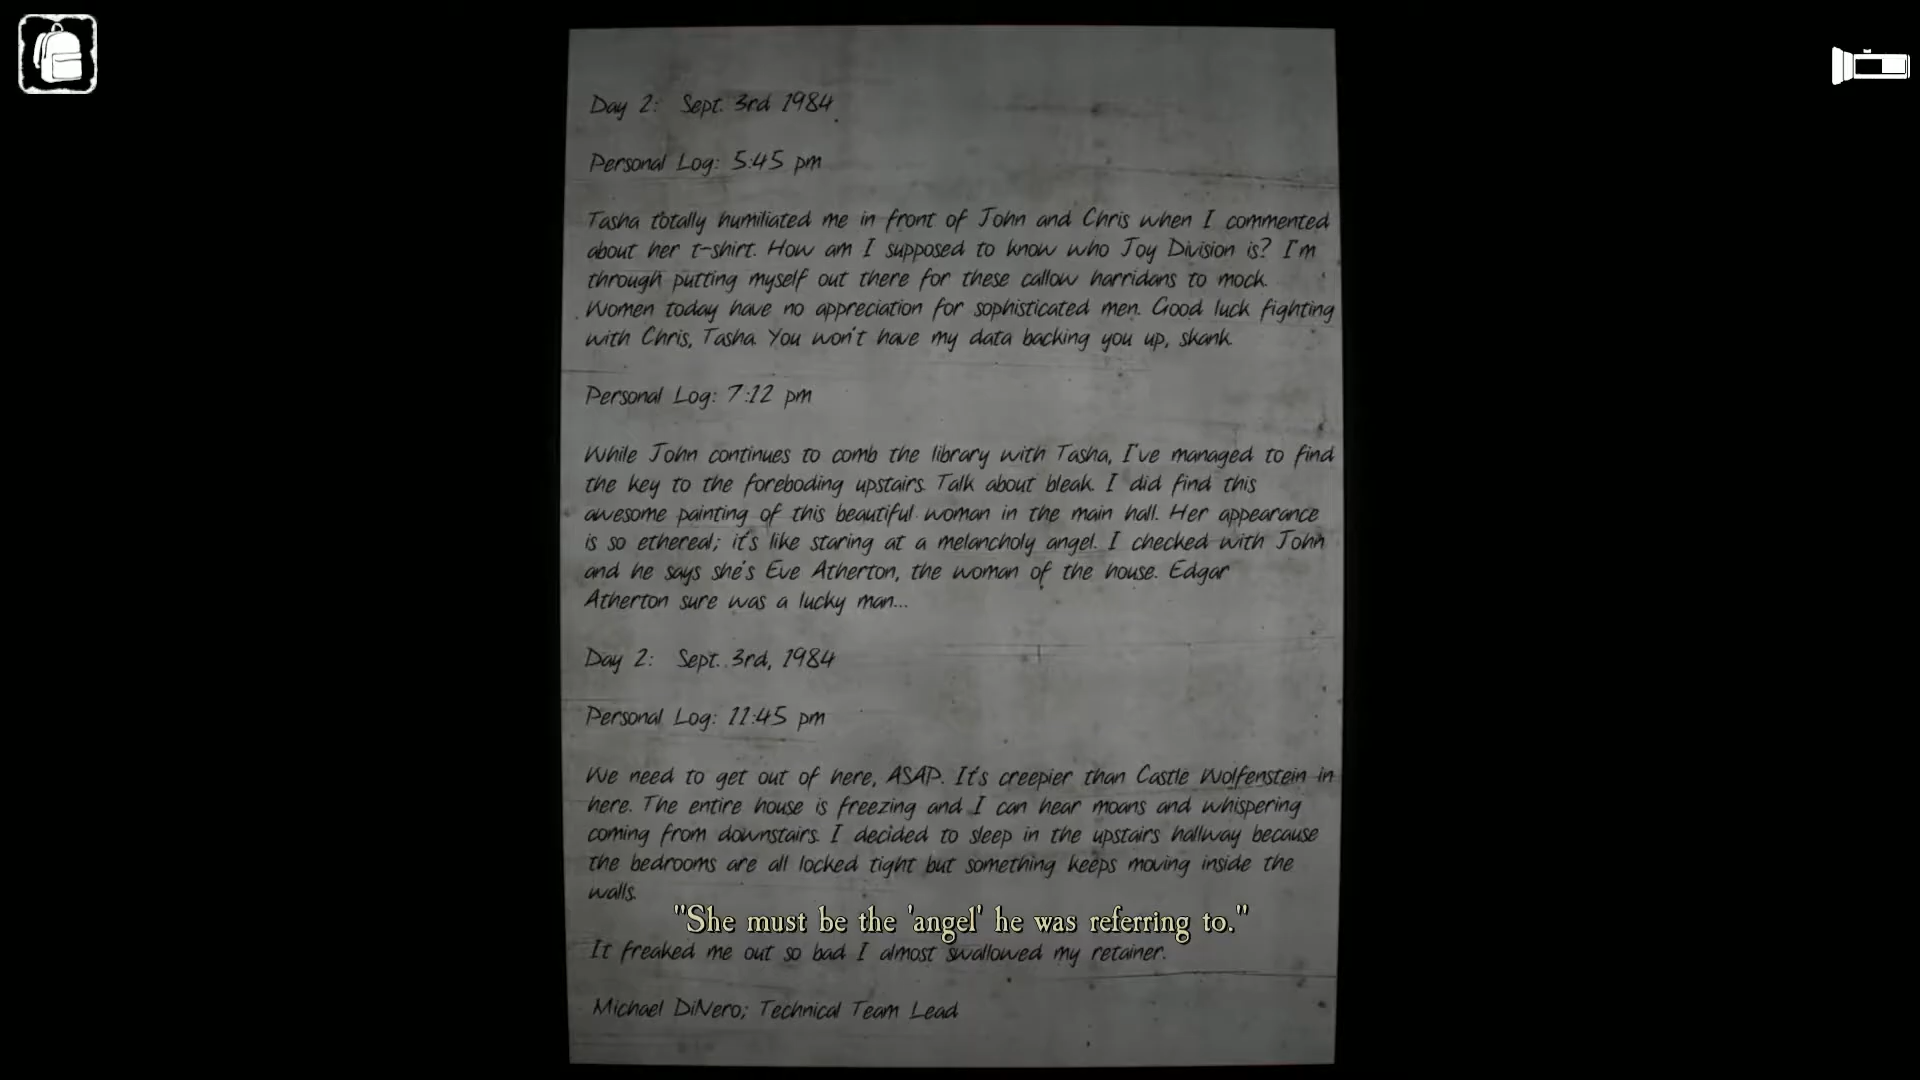 Day 2: Sept. 3rd 1984
Personal Log: 5:45 pm
Tasha totally humiliated me in front of John and Chris when I commented
about her t-shirt. How am I supposed to know who Joy Division is? I'm
through putting myself out there for these callow harridans to mock.
Women today have no appreciation for sophisticated men. Good luck fighting
with Chris, Tasha. You won't have my data backing you up, skank.
Personal Log: 7:12 pm
While John continues to comb the library with Tasha, I've managed to find
the key to the foreboding upstairs. Talk about bleak. I did find this
awesome painting of this beautiful woman in the main hall. Her appearance
is so ethereal; it's like staring at a melancholy angel. I checked with John
and he says she's Eve Atherton, the woman of the house. Edgar
Atherton sure was a lucky man...
Day 2: Sept. 3rd, 1984
Personal Log: 11:45 pm
We need to get out of here, ASAP. It's creepier than Castle Wolfenstein in
here. The entire house is freezing and I can hear moans and whispering
coming from downstairs. I decided to sleep in the upstairs hallway because
the bedrooms are all locked tight but something keeps moving inside the
walls.
"She must be the 'angel' he was referring to."
It freaked me out so bad I almost swallowed my retainer.
Michael DiNero; Technical Team Lead